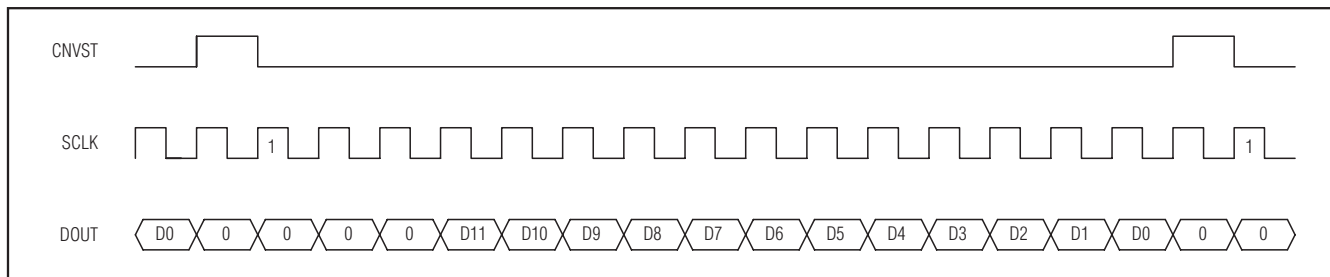 CNVST
SCLK 1 1
DOUT D0 0 0 0 0 D11 D10 D9 D8 D7 D6 D5 D4 D3 D2 D1 D0 0 0